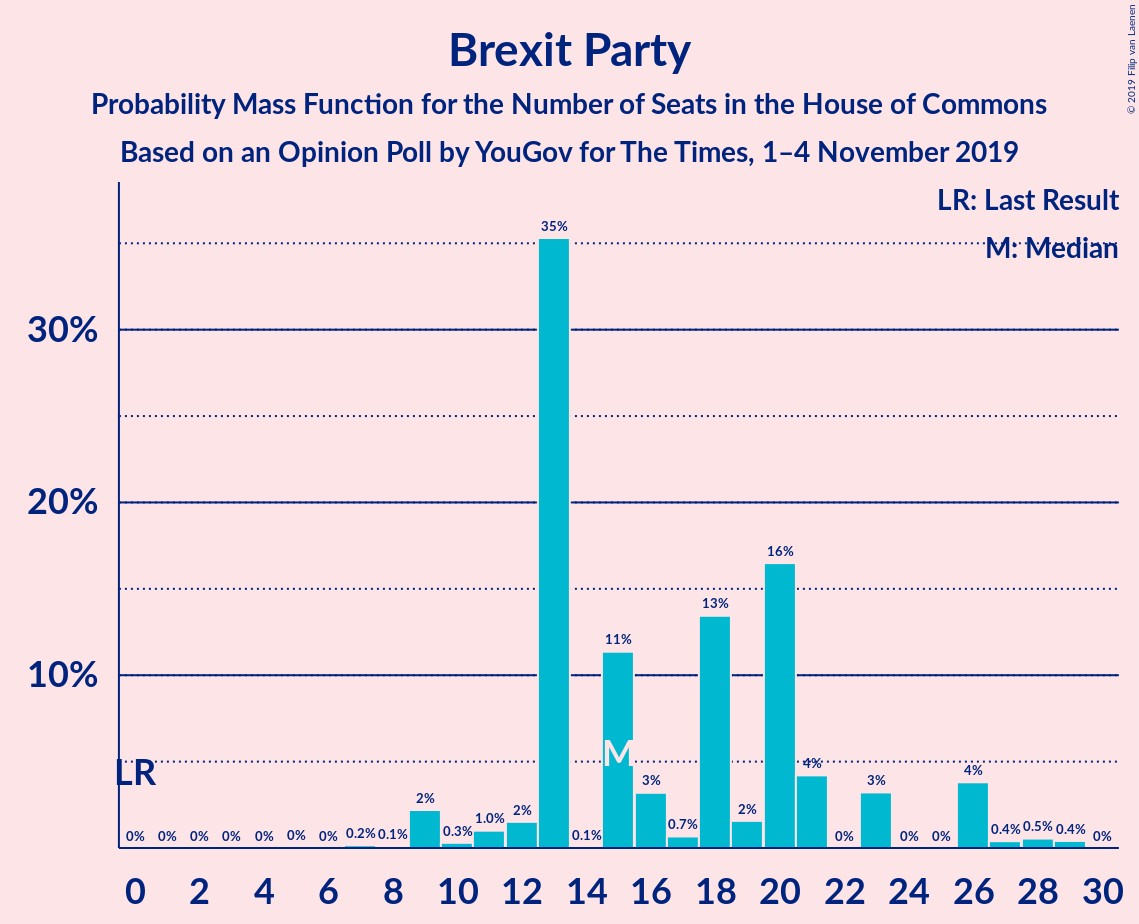 Brexit Party
Probability Mass Function for the Number of Seats in the House of Commons
Based on an Opinion Poll by YouGov for The Times, 1–4 November 2019
© 2019 Filip van Laenen
LR: Last Result
M: Median
30%
20%
10%
LR
M
0% 0% 0% 0% 0% 0% 0% 0.2% 0.1% 2% 0.3% 1.0% 2% 35% 0.1% 11% 3% 0.7% 13% 2% 16% 4% 0% 3% 0% 0% 4% 0.4% 0.5% 0.4% 0%
0 2 4 6 8 10 12 14 16 18 20 22 24 26 28 30